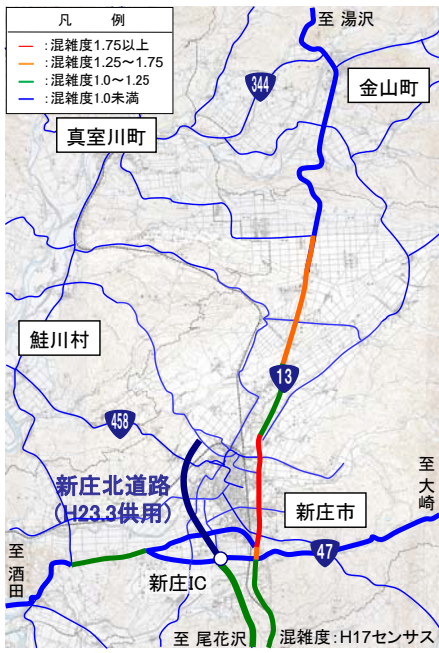 凡 例
:混雑度1.75以上
:混雑度1.25~1.75
:混雑度1.0~1.25
:混雑度1.0未満
至 湯沢
344
金山町
真室川町
鮭川村
13
458
新庄北道路
(H23.3供用)
至 大崎
新庄市
至 酒田
47
新庄IC
至 尾花沢
混雑度:H17センサス